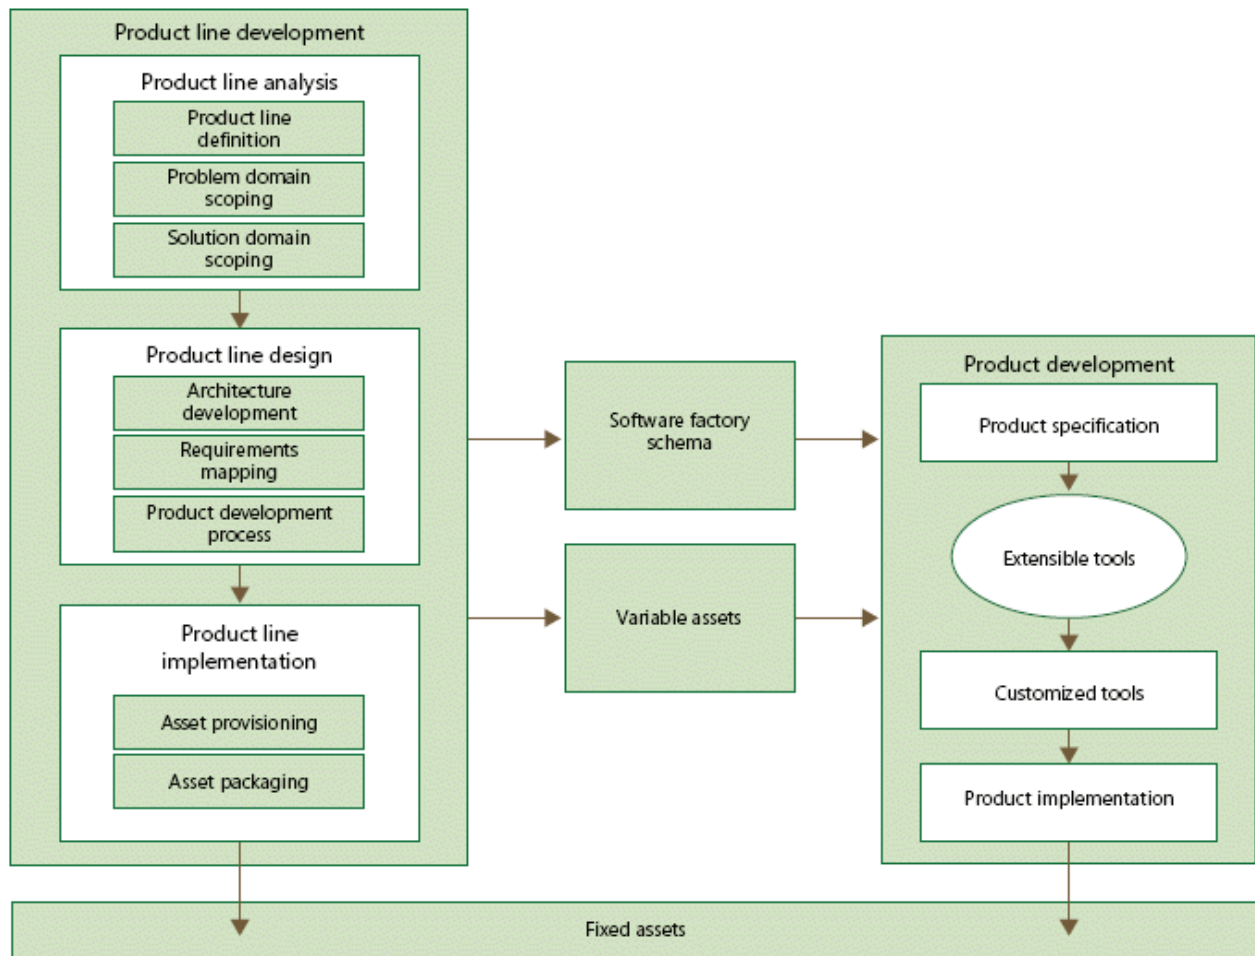 Product line development
Product line analysis
Product line
definition
Problem domain
scoping
Solution domain
scoping
Product line design
Architecture
development
Requirements
mapping
Product development
process
Product line
implementation
Asset provisioning
Asset packaging
Software factory
schema
Variable assets
Product development
Product specification
Extensible tools
Customized tools
Product implementation
Fixed assets